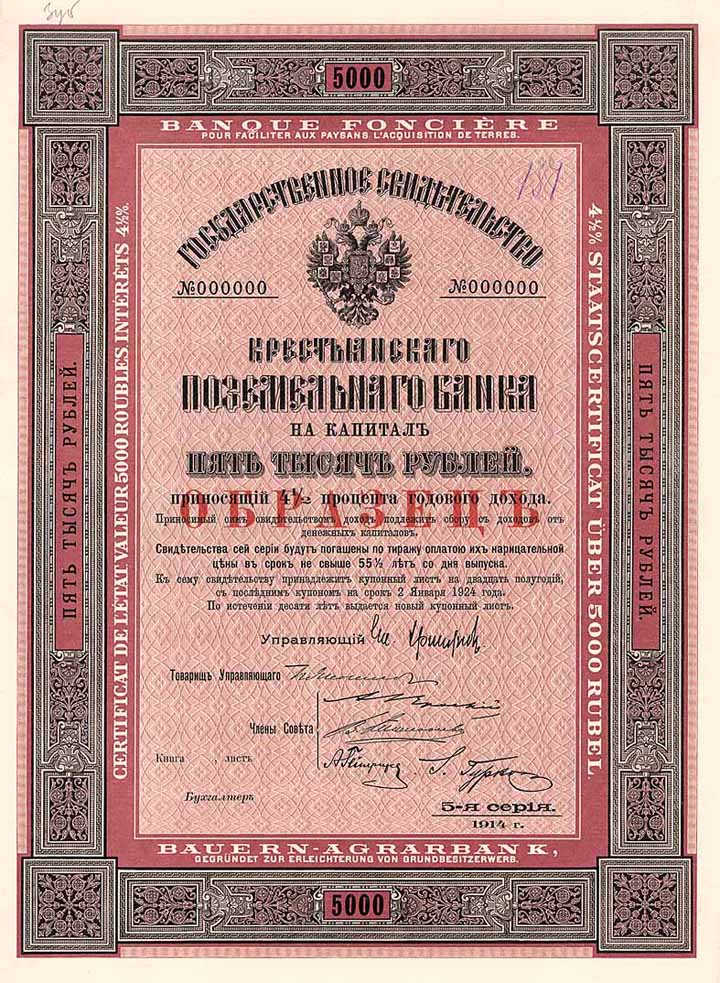 5000
BANQUE FONCIÈRE
POUR FACILITER AUX PAYSANS L'ACQUISITION DE TERRES.
137
ГОСУДАРСТВЕННОЕ СВИДѢТЕЛЬСТВО
№000000
№000000
КРЕСТЬЯНСКАГО
ПОЗЕМЕЛЬНАГО БАНКА
НА КАПИТАЛЪ
ПЯТЬ ТЫСЯЧЪ РУБЛЕЙ.
приносящій 4½ процента годового дохода.
ОБРАЗЕЦЪ
Приносимый симъ свидѣтельствомъ доходъ подлежитъ сбору съ доходовъ отъ
денежныхъ капиталовъ.
Свидѣтельства сей серіи будутъ погашены по тиражу оплатою ихъ нарицательной
цѣны въ срокъ не свыше 55½ лѣтъ со дня выпуска.
Къ сему свидѣтельству принадлежитъ купонный листъ на двадцать полугодій,
съ послѣднимъ купономъ на срокъ 2 Января 1924 года.
По истеченіи десяти лѣтъ выдается новый купонный листъ.
Управляющій
Товарищъ Управляющаго
Члены Совѣта
Книга , листъ
Бухгалтеръ
5-я серія.
1914 г.
CERTIFICAT DE L'ÉTAT VALEUR 5000 ROUBLES INTERÊTS 4½%.
4½% STAATSCERTIFICAT ÜBER 5000 RUBEL.
ПЯТЬ ТЫСЯЧЪ РУБЛЕЙ.
ПЯТЬ ТЫСЯЧЪ РУБЛЕЙ.
BAUERN-AGRARBANK,
GEGRÜNDET ZUR ERLEICHTERUNG VON GRUNDBESITZERWERB.
5000